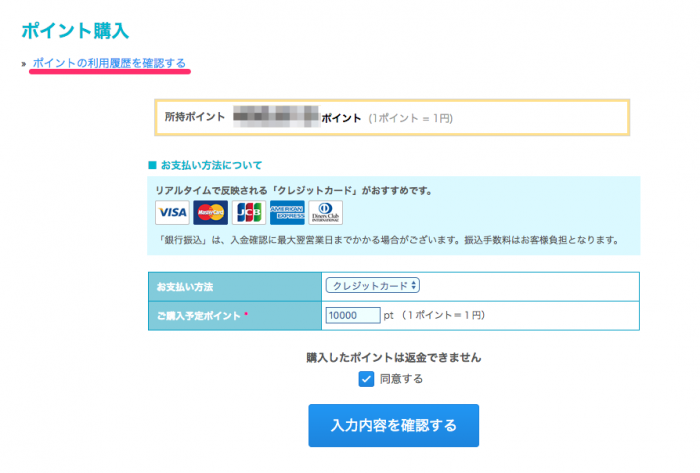 ポイント購入
» ポイントの利用履歴を確認する
所持ポイント ポイント (1ポイント = 1円)
■ お支払い方法について
リアルタイムで反映される「クレジットカード」がおすすめです。
VISA MasterCard JCB AMERICAN EXPRESS Diners Club INTERNATIONAL
「銀行振込」は、入金確認に最大翌営業日までかかる場合がございます。振込手数料はお客様負担となります。
お支払い方法 クレジットカード
ご購入予定ポイント * 10000 pt （1ポイント＝1円）
購入したポイントは返金できません
同意する
入力内容を確認する